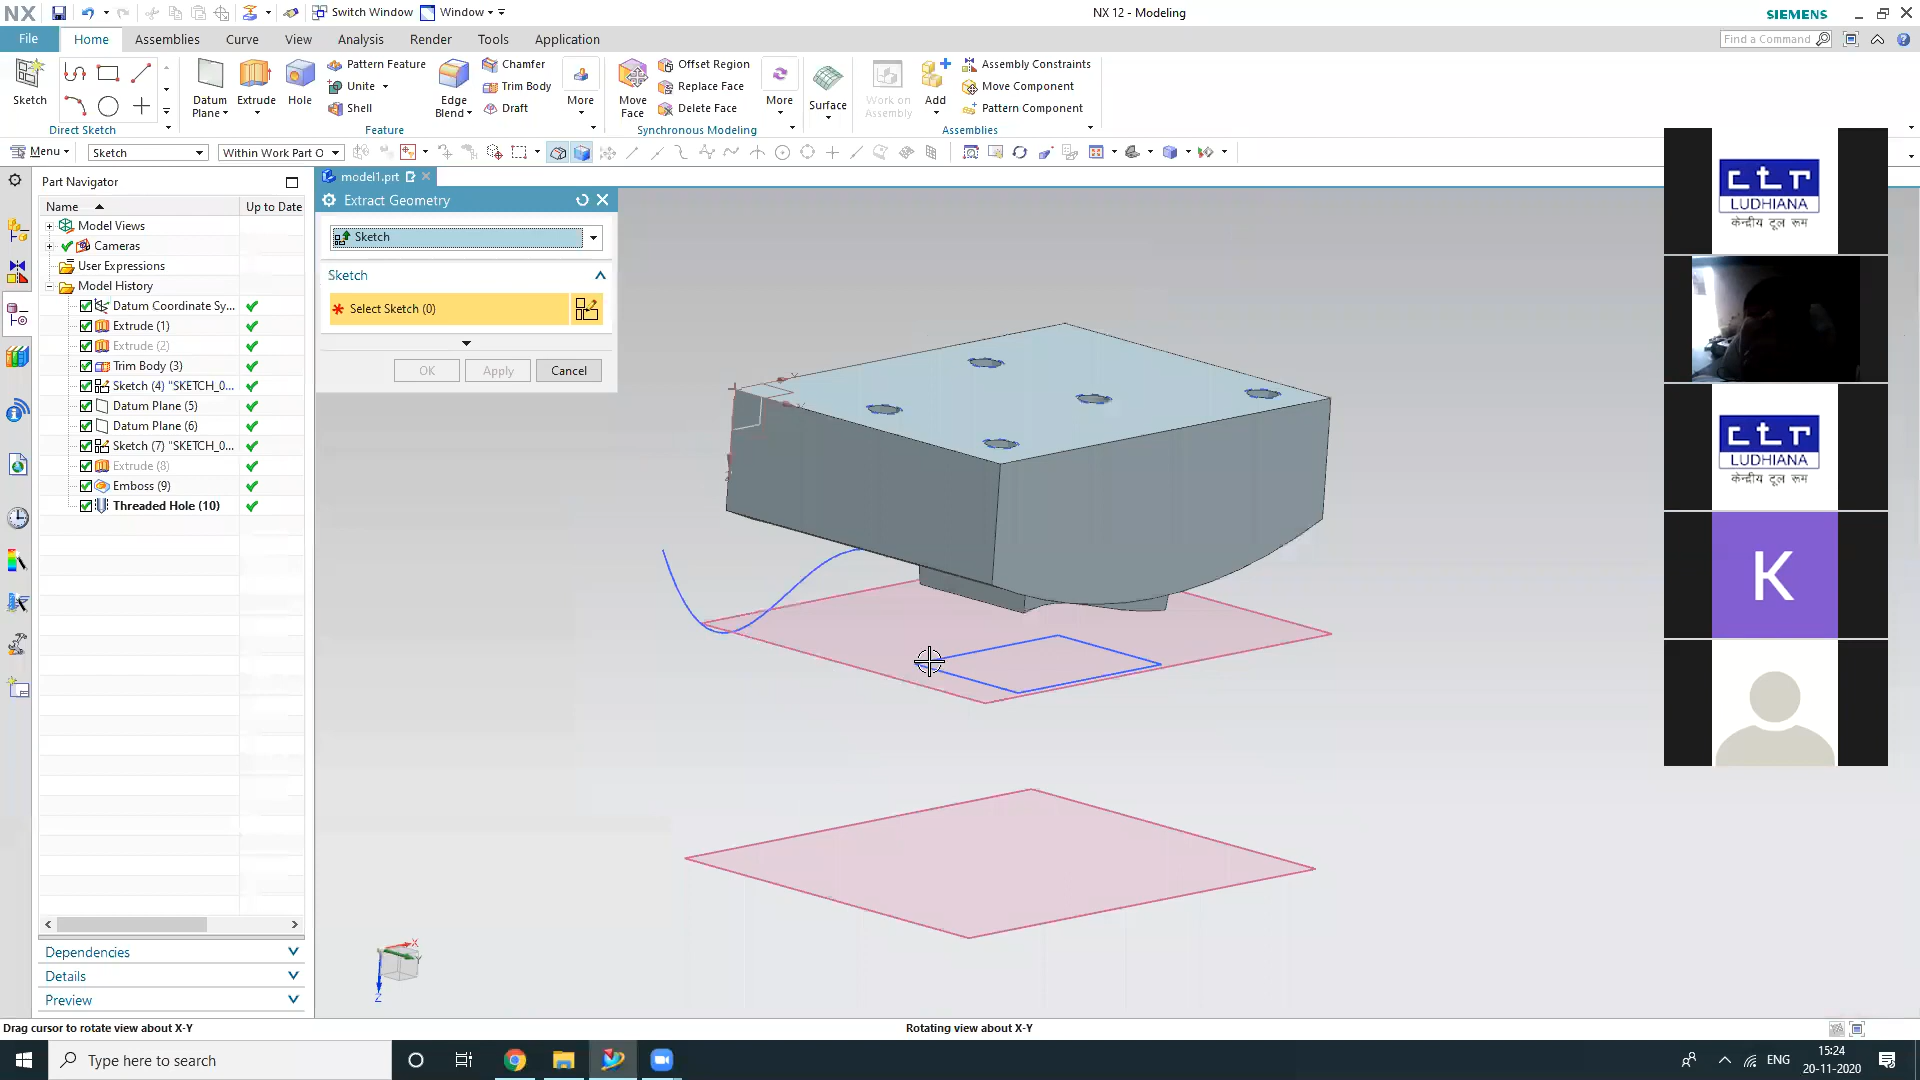 NX
Switch Window
Window
NX 12 - Modeling
SIEMENS
File
Home
Assemblies
Curve
View
Analysis
Render
Tools
Application
Find a Command
Sketch
Direct Sketch
Datum
Plane
Extrude
Hole
Pattern Feature
Unite
Shell
Edge
Blend
Chamfer
Trim Body
Draft
More
Feature
Move
Face
Offset Region
Replace Face
Delete Face
More
Synchronous Modeling
Surface
Work on
Assembly
Add
Assembly Constraints
Move Component
Pattern Component
Assemblies
Menu
Sketch
Within Work Part O
Part Navigator
model1.prt
Name
Up to Date
Model Views
Cameras
User Expressions
Model History
Datum Coordinate Sy...
Extrude (1)
Extrude (2)
Trim Body (3)
Sketch (4) "SKETCH_0...
Datum Plane (5)
Datum Plane (6)
Sketch (7) "SKETCH_0...
Extrude (8)
Emboss (9)
Threaded Hole (10)
Extract Geometry
Sketch
Sketch
* Select Sketch (0)
OK
Apply
Cancel
ctr
LUDHIANA
केन्द्रीय टूल रूम
ctr
LUDHIANA
केन्द्रीय टूल रूम
K
X
Y
Z
Dependencies
Details
Preview
Drag cursor to rotate view about X-Y
Rotating view about X-Y
Type here to search
ENG
15:24
20-11-2020